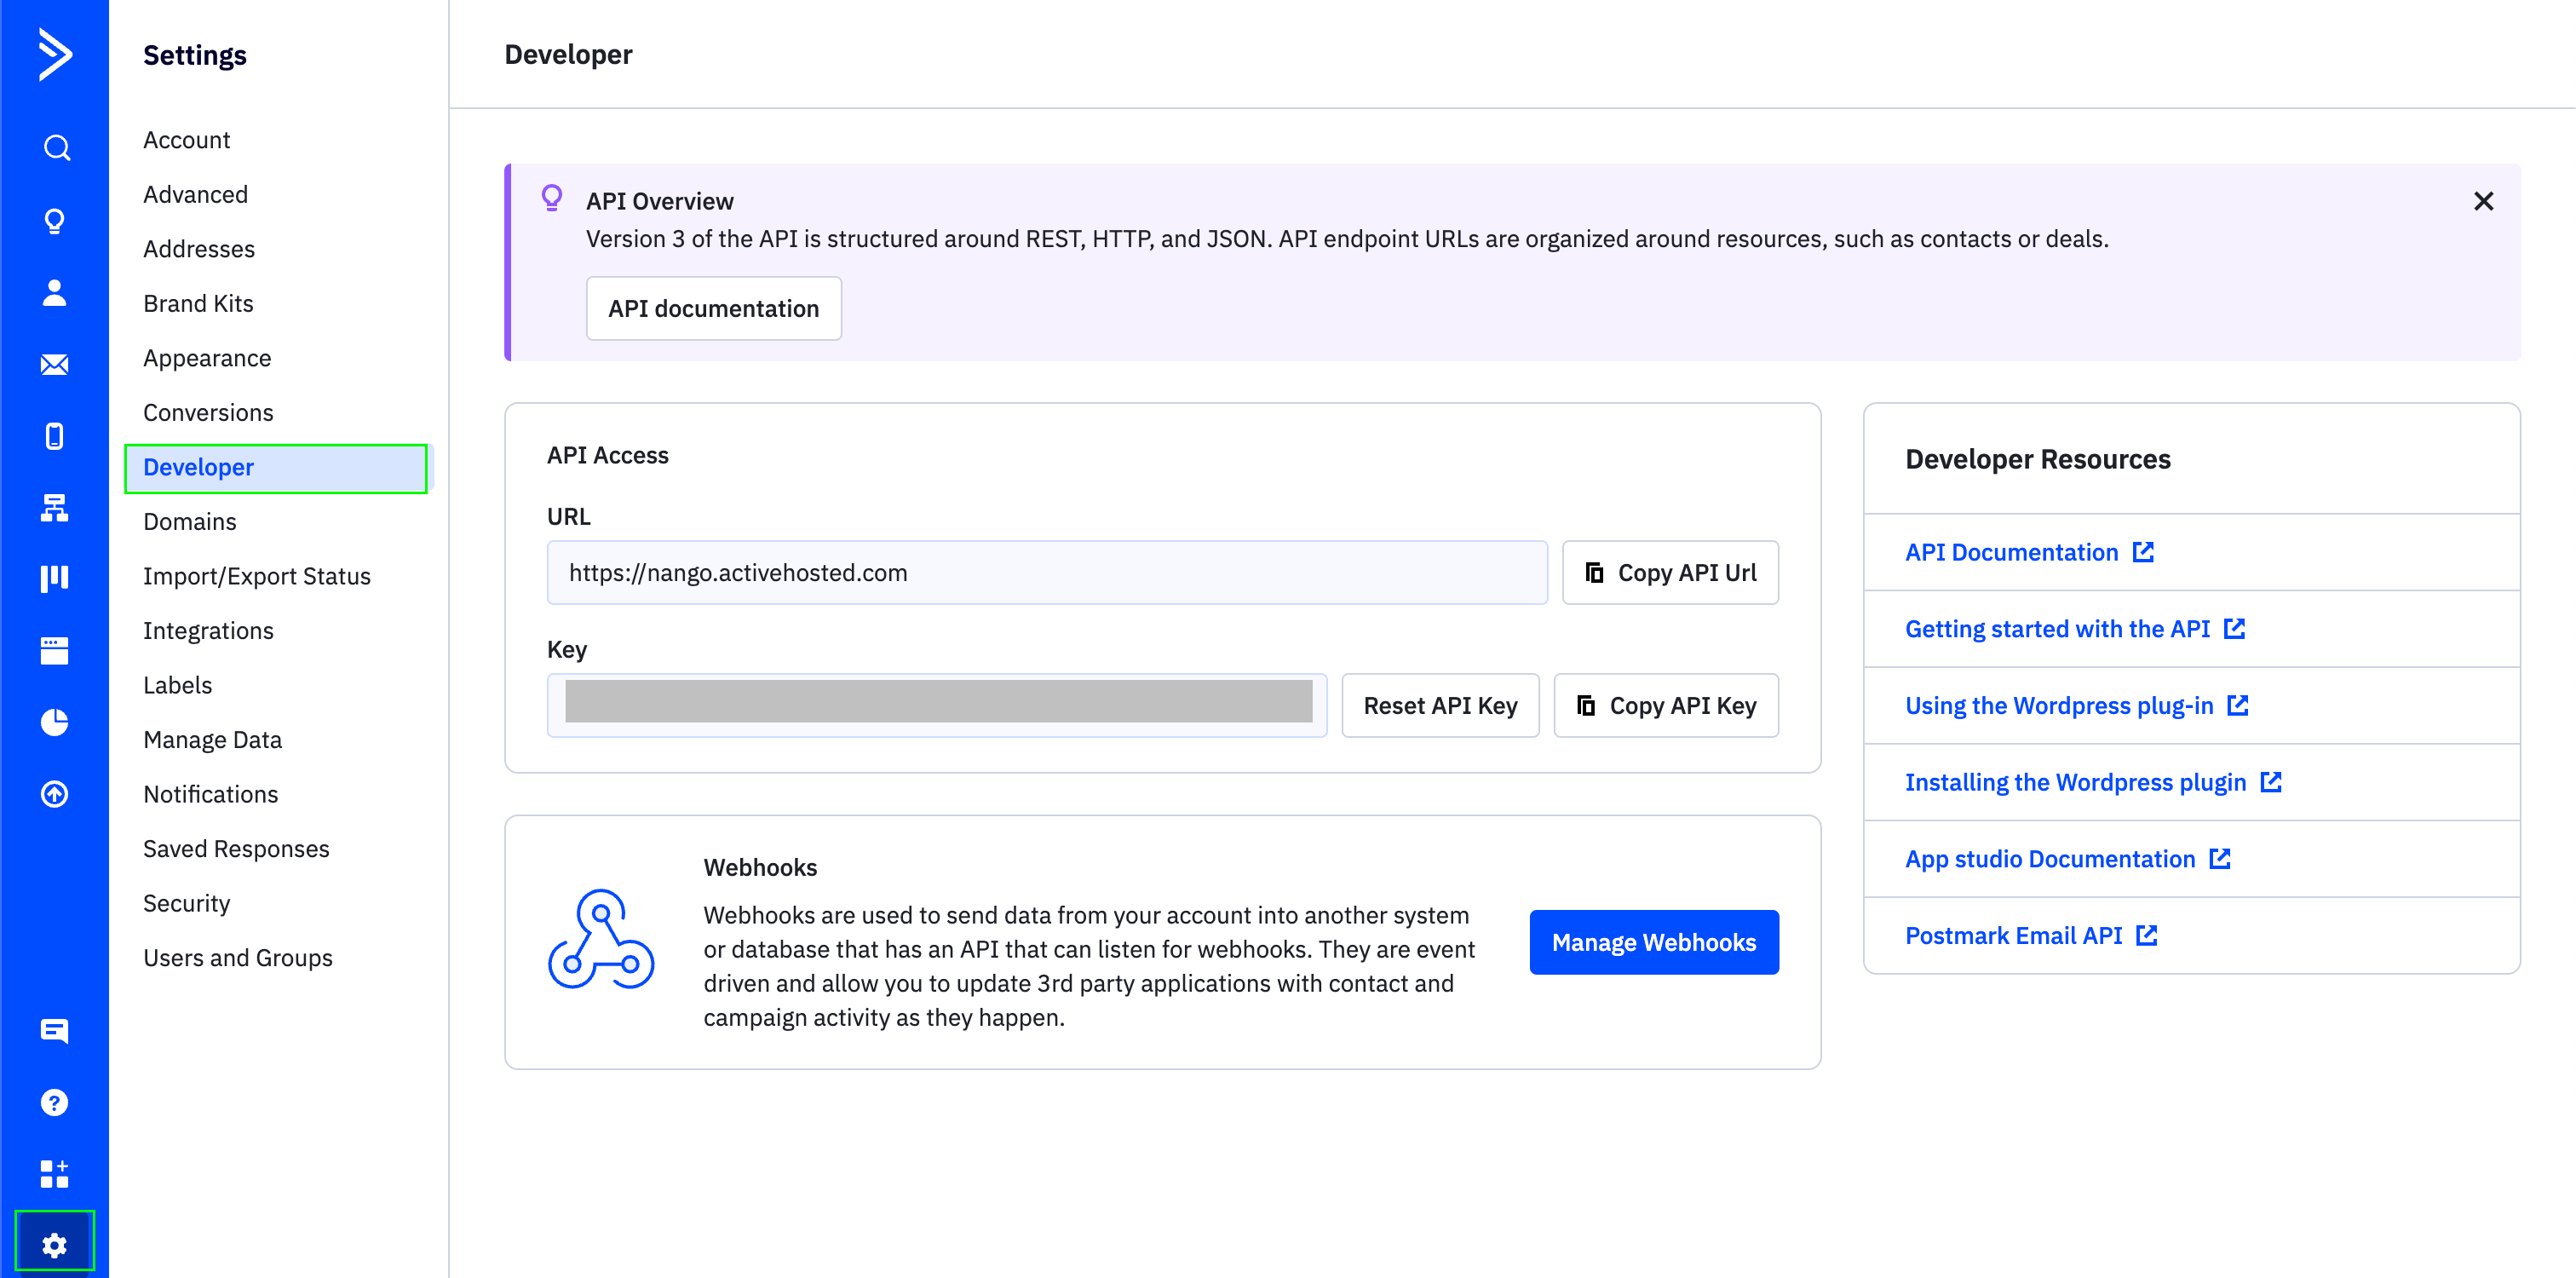 Settings
Account
Advanced
Addresses
Brand Kits
Appearance
Conversions
Developer
Domains
Import/Export Status
Integrations
Labels
Manage Data
Notifications
Saved Responses
Security
Users and Groups
Developer
API Overview
Version 3 of the API is structured around REST, HTTP, and JSON. API endpoint URLs are organized around resources, such as contacts or deals.
API documentation
API Access
URL
https://nango.activehosted.com
Copy API Url
Key
Reset API Key
Copy API Key
Webhooks
Webhooks are used to send data from your account into another system
or database that has an API that can listen for webhooks. They are event
driven and allow you to update 3rd party applications with contact and
campaign activity as they happen.
Manage Webhooks
Developer Resources
API Documentation
Getting started with the API
Using the Wordpress plug-in
Installing the Wordpress plugin
App studio Documentation
Postmark Email API